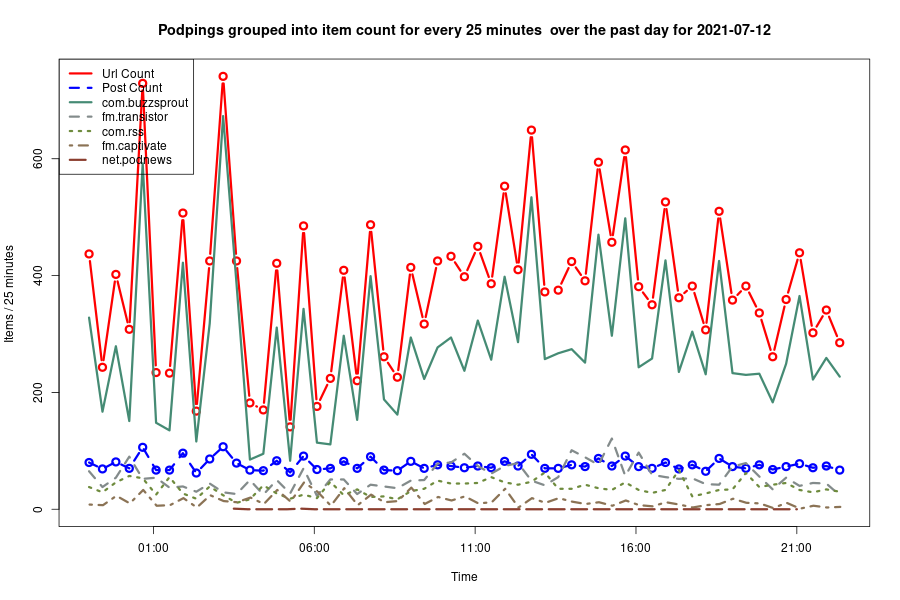 Podpings grouped into item count for every 25 minutes  over the past day for 2021-07-12
Url Count
Post Count
com.buzzsprout
fm.transistor
com.rss
fm.captivate
net.podnews
Items / 25 minutes
600
400
200
0
01:00
06:00
11:00
16:00
21:00
Time